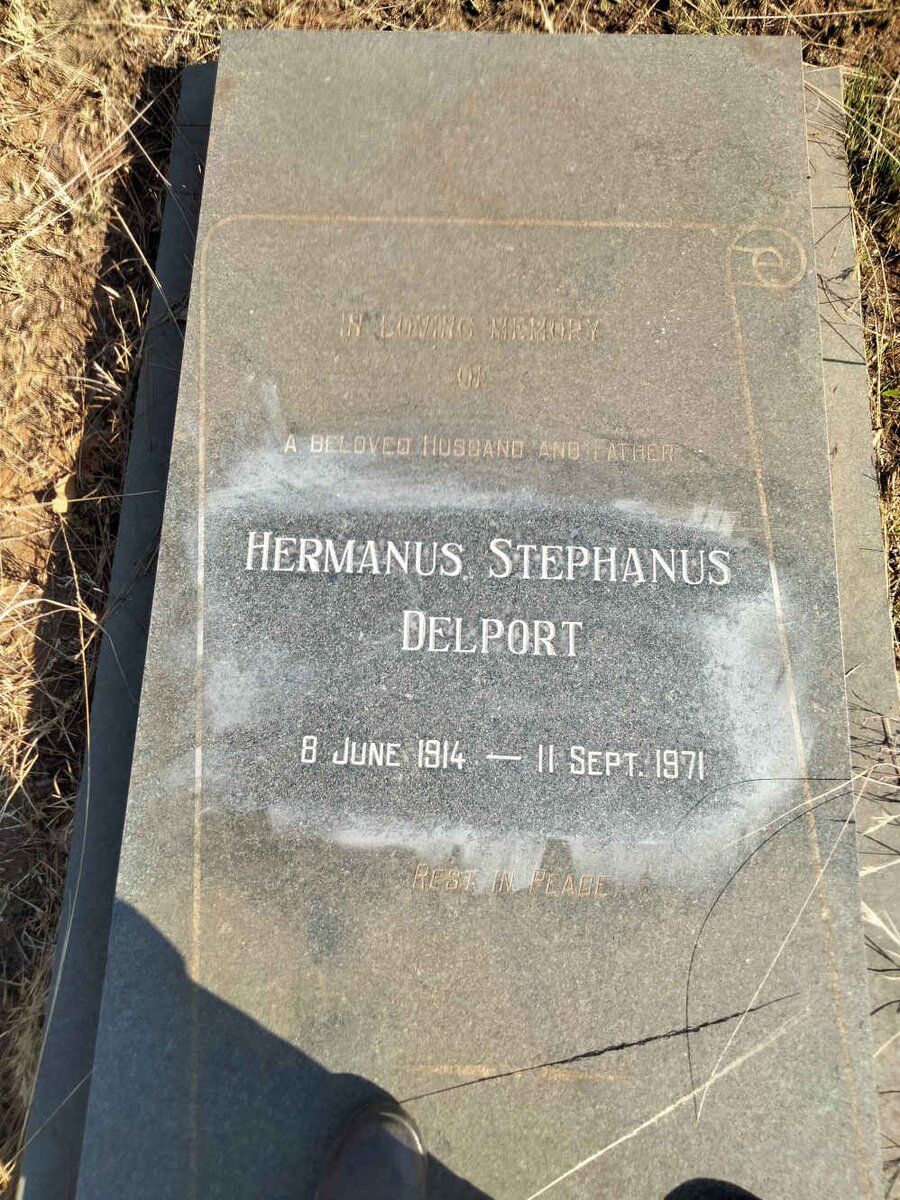 IN LOVING MEMORY
OF
A BELOVED HUSBAND AND FATHER
HERMANUS STEPHANUS
DELPORT
8 JUNE 1914 — 11 SEPT. 1971
REST IN PEACE